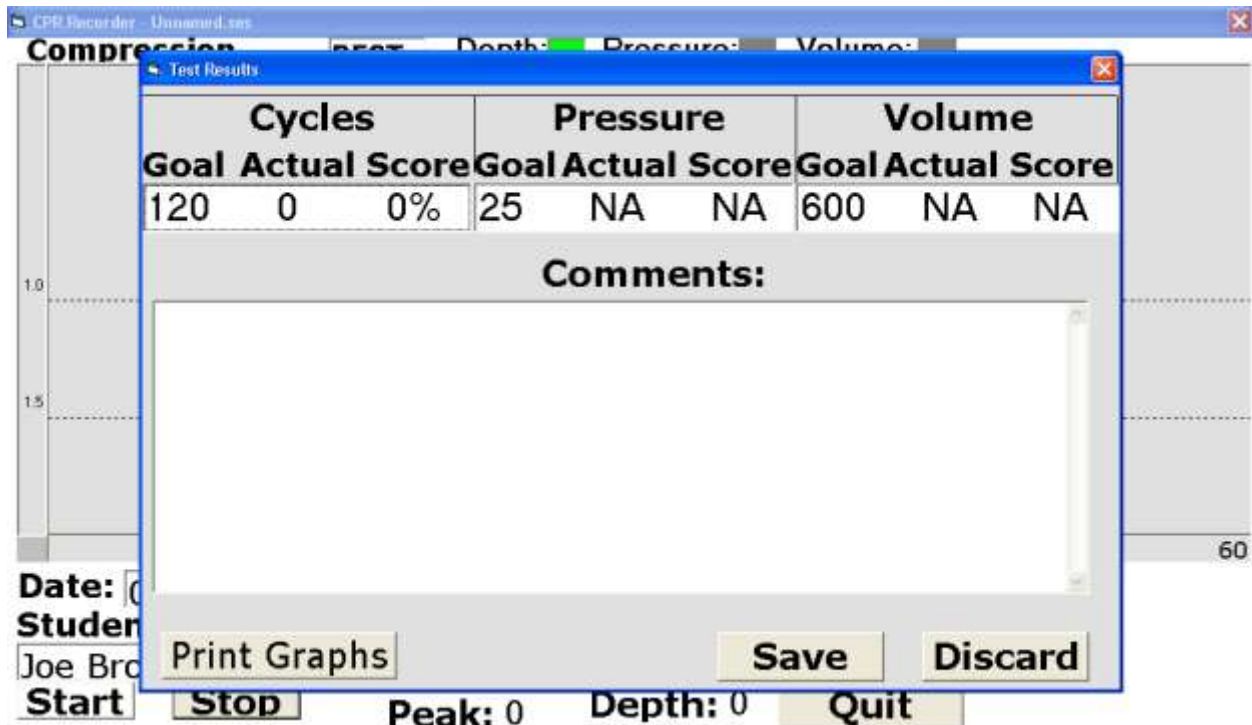 CPR Recorder - Unnamed.ses
Compression Depth: Pressure: Volume:
Test Results
Cycles Pressure Volume
Goal Actual Score Goal Actual Score Goal Actual Score
120 0 0% 25 NA NA 600 NA NA
Comments:
1.0
1.5
60
Date:
Studen
Joe Bro
Print Graphs Save Discard
Start Stop Peak: 0 Depth: 0 Quit